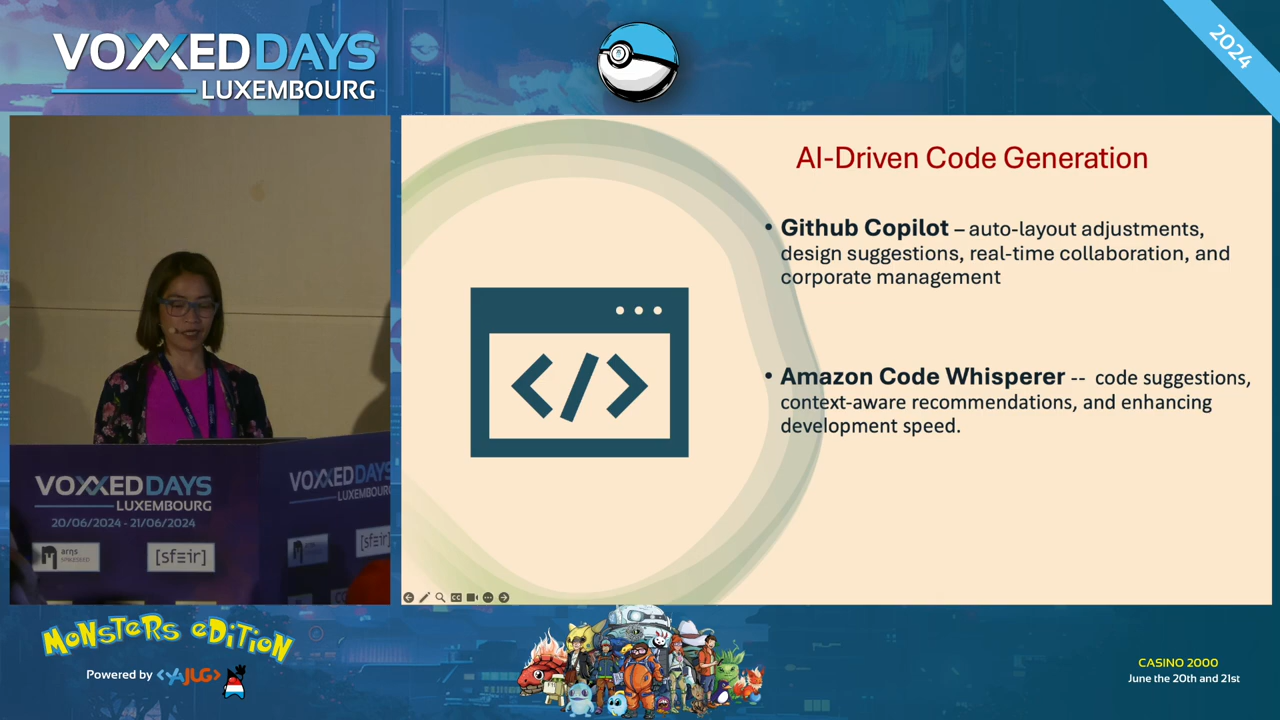 VOXXEDDAYS
LUXEMBOURG
2024
AI-Driven Code Generation
• Github Copilot – auto-layout adjustments,
design suggestions, real-time collaboration, and
corporate management
• Amazon Code Whisperer -- code suggestions,
context-aware recommendations, and enhancing
development speed.
VOXXEDDAYS
LUXEMBOURG
20/06/2024 - 21/06/2024
arηs
[sfeir]
VOXXEDDAYS
LUXEMBOURG
[sfeir]
MONSTERS EDITION
Powered by <YAJUG>
CASINO 2000
June the 20th and 21st